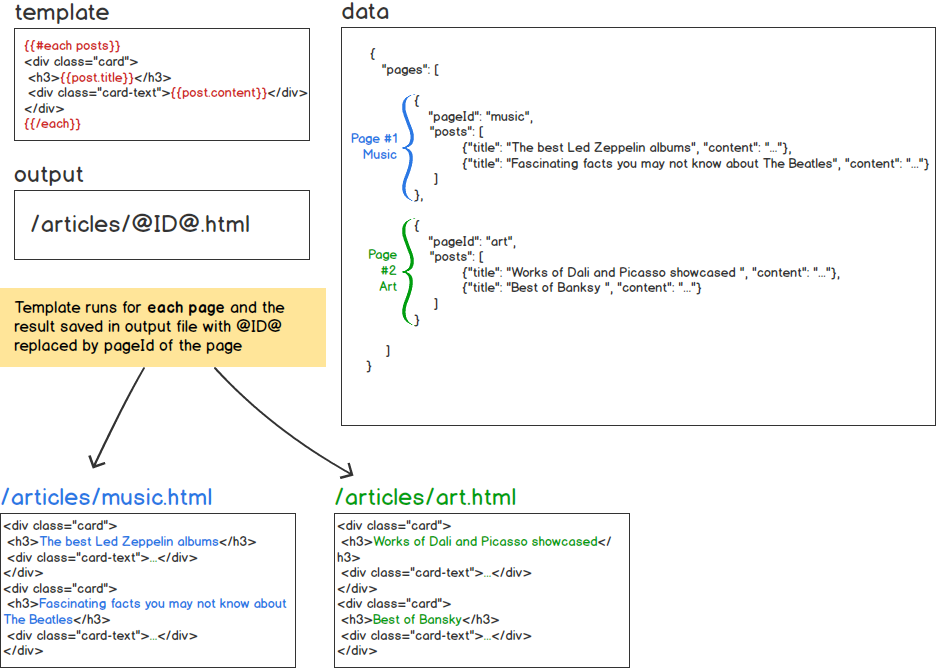 template
{{#each posts}}
<div class="card">
<h3>{{post.title}}</h3>
<div class="card-text">{{post.content}}</div>
</div>
{{/each}}
output
/articles/@ID@.html
Template runs for each page and the
result saved in output file with @ID@
replaced by pageId of the page
data
{
"pages": [
{
"pageId": "music",
"posts": [
{"title": "The best Led Zeppelin albums", "content": "..."},
{"title": "Fascinating facts you may not know about The Beatles", "content": "..."}
]
},
Page #1
Music
{
"pageId": "art",
"posts": [
{"title": "Works of Dali and Picasso showcased ", "content": "..."},
{"title": "Best of Banksy ", "content": "..."}
]
}
Page
#2
Art
]
}
/articles/music.html
<div class="card">
<h3>The best Led Zeppelin albums</h3>
<div class="card-text">...</div>
</div>
<div class="card">
<h3>Fascinating facts you may not know about
The Beatles</h3>
<div class="card-text">...</div>
</div>
/articles/art.html
<div class="card">
<h3>Works of Dali and Picasso showcased</
h3>
<div class="card-text">...</div>
</div>
<div class="card">
<h3>Best of Bansky</h3>
<div class="card-text">...</div>
</div>